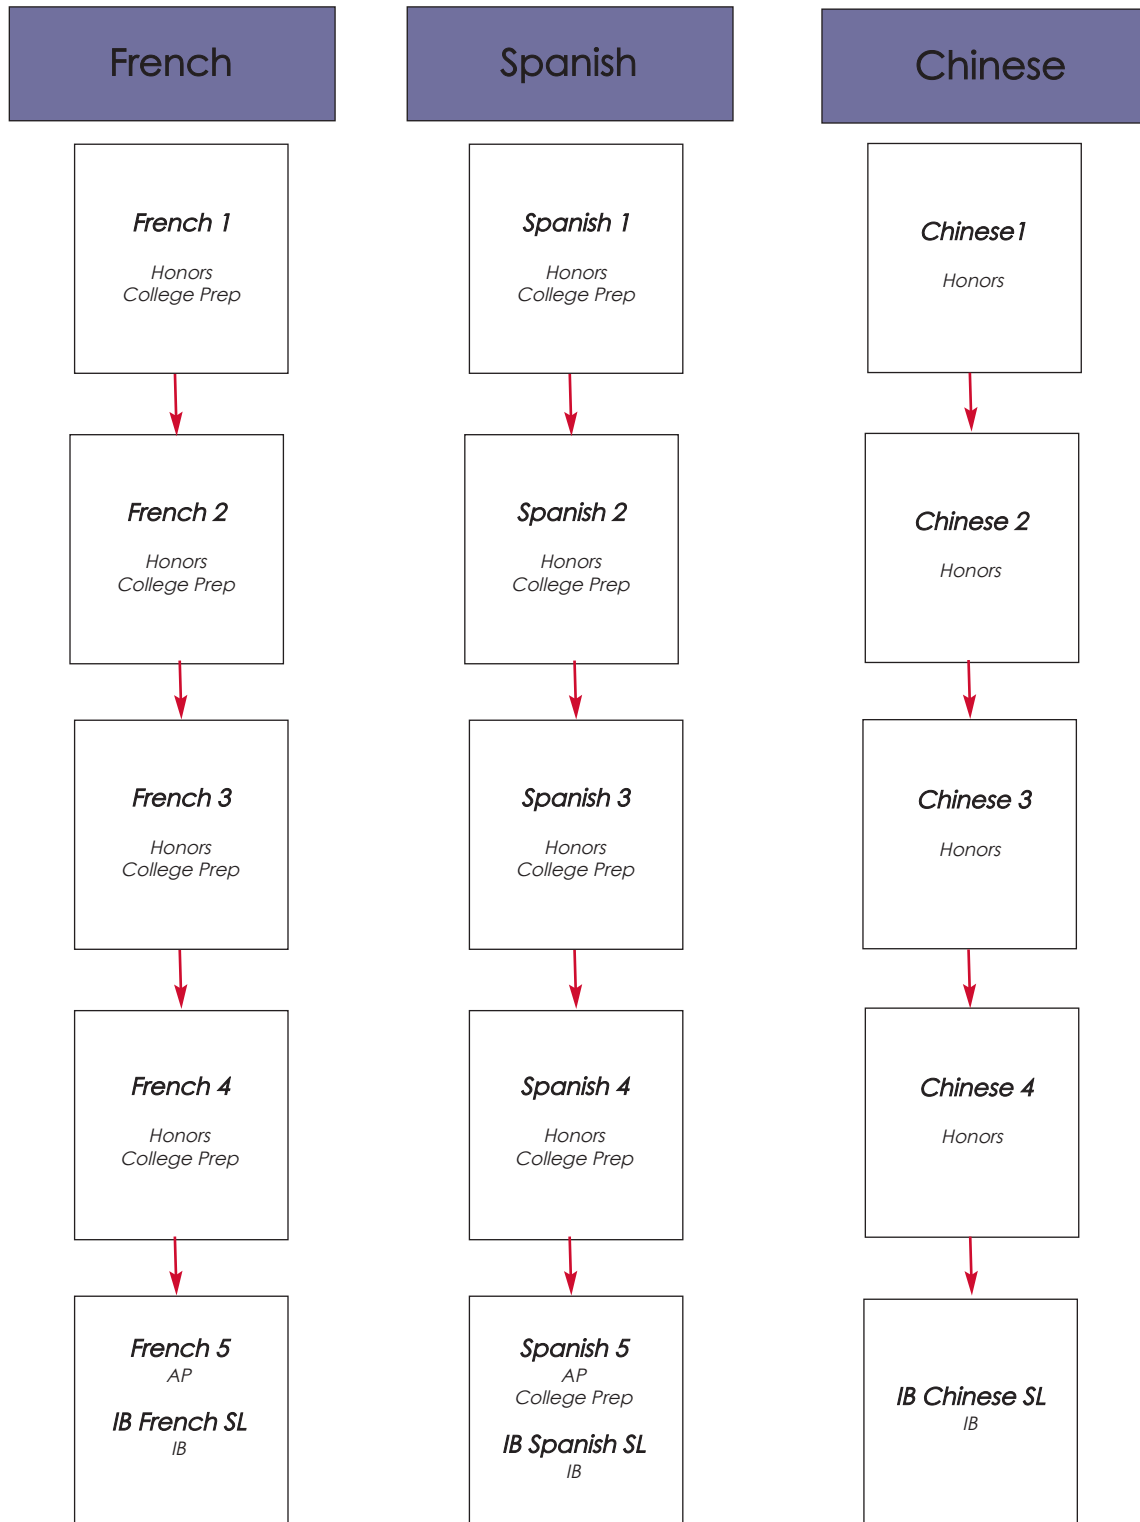 French
French 1
Honors
College Prep
French 2
Honors
College Prep
French 3
Honors
College Prep
French 4
Honors
College Prep
French 5
AP
IB French SL
IB
Spanish
Spanish 1
Honors
College Prep
Spanish 2
Honors
College Prep
Spanish 3
Honors
College Prep
Spanish 4
Honors
College Prep
Spanish 5
AP
College Prep
IB Spanish SL
IB
Chinese
Chinese1
Honors
Chinese 2
Honors
Chinese 3
Honors
Chinese 4
Honors
IB Chinese SL
IB